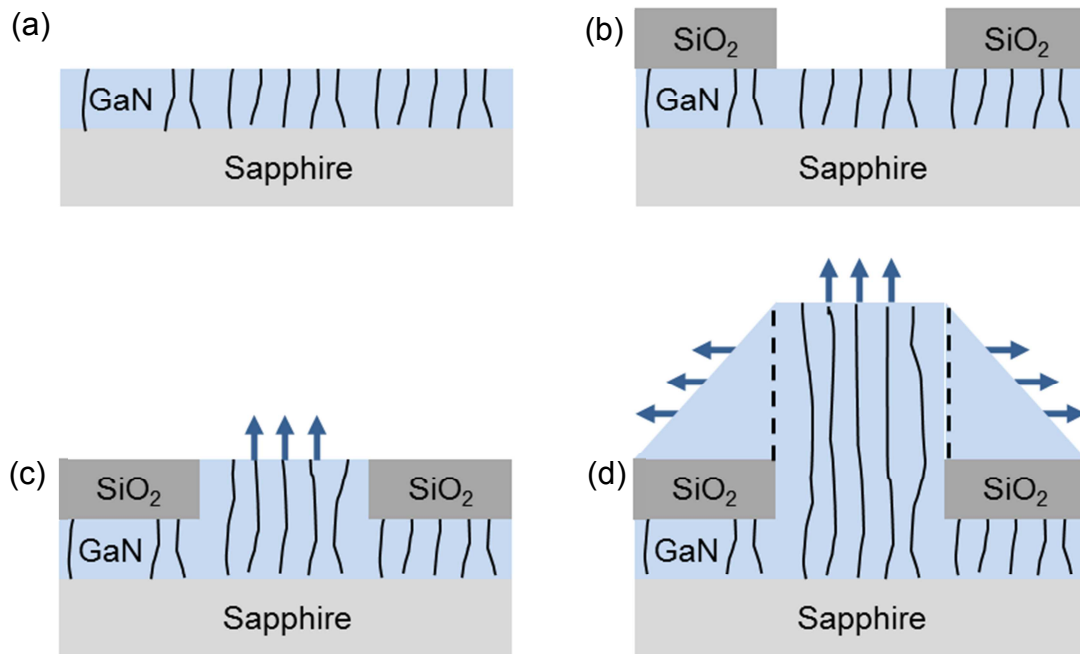 (a)
GaN
Sapphire
(b)
SiO₂ SiO₂
GaN
Sapphire
(c)
SiO₂ SiO₂
GaN
Sapphire
(d)
SiO₂ SiO₂
GaN
Sapphire